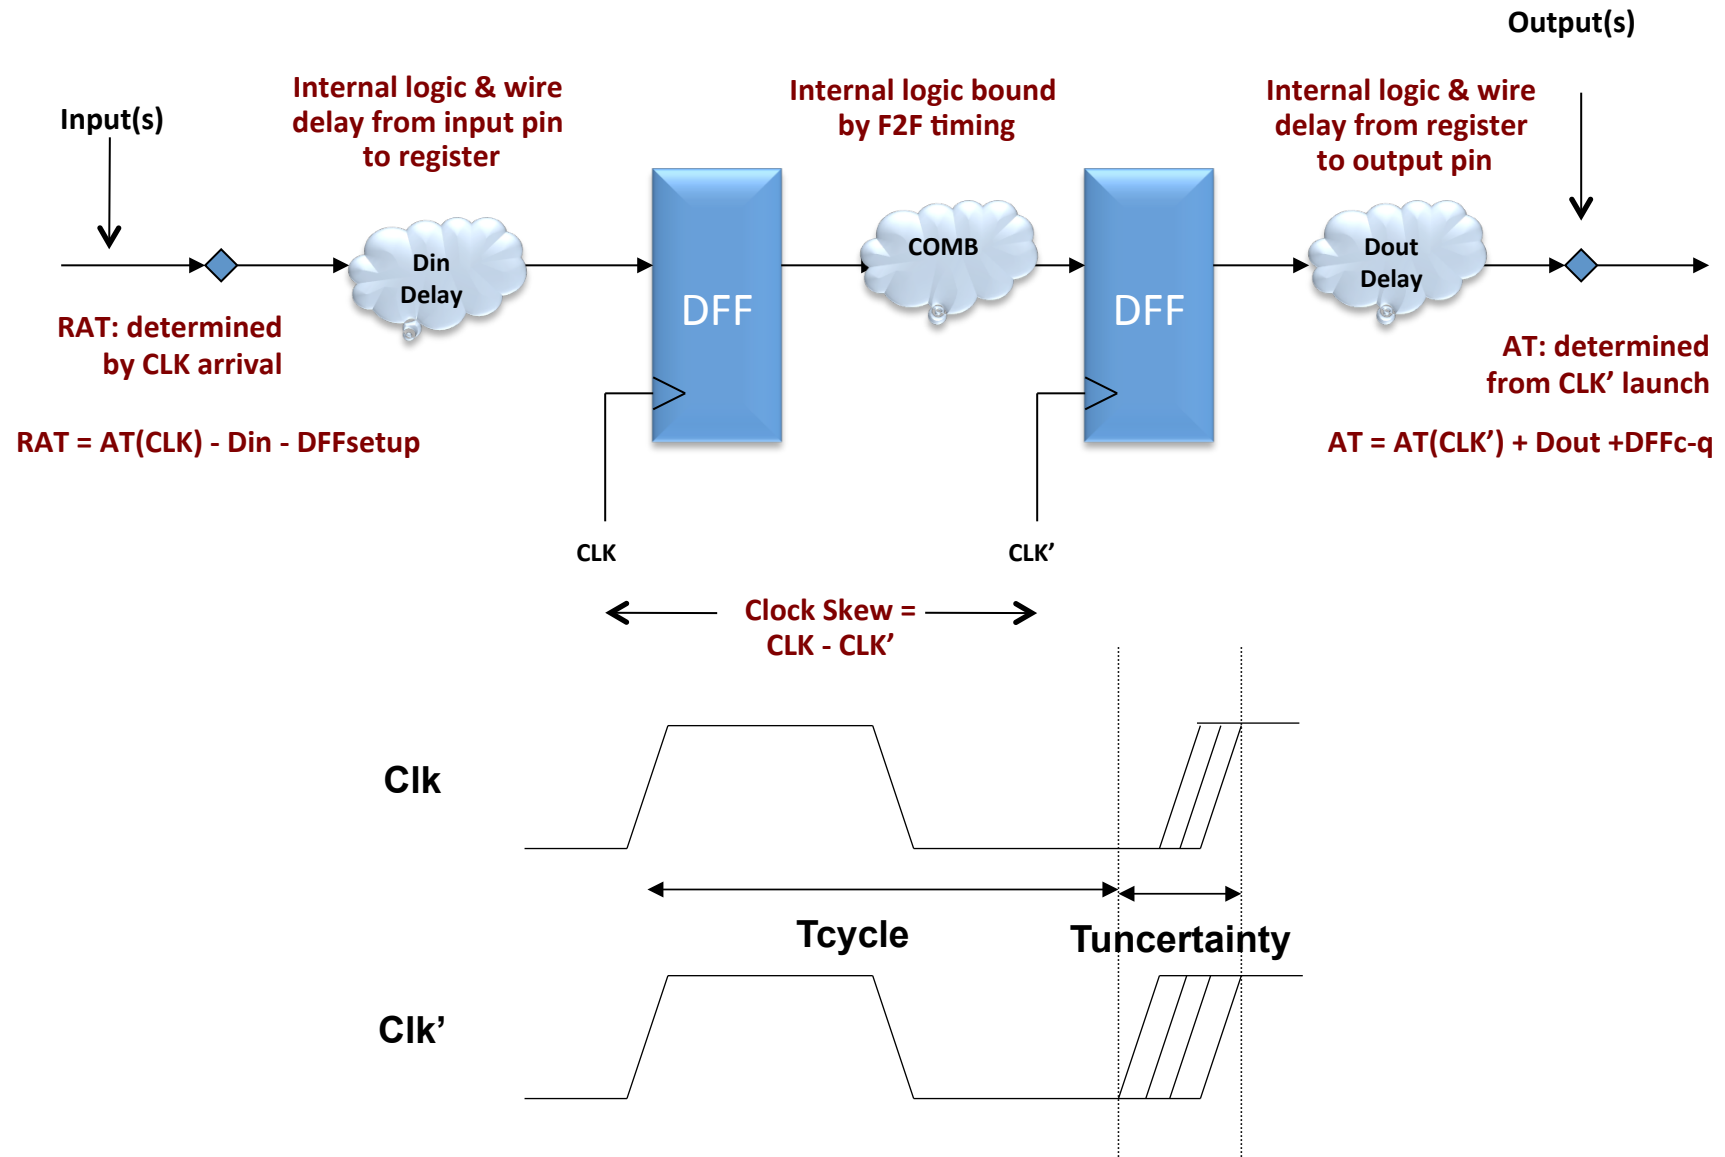 Output(s)
Input(s)
Internal logic & wire
delay from input pin
to register
Internal logic bound
by F2F timing
Internal logic & wire
delay from register
to output pin
Din
Delay
DFF
COMB
DFF
Dout
Delay
RAT: determined
by CLK arrival
AT: determined
from CLK’ launch
RAT = AT(CLK) - Din - DFFsetup
AT = AT(CLK’) + Dout +DFFc-q
CLK
CLK’
Clock Skew =
CLK - CLK’
Clk
Tcycle
Tuncertainty
Clk’